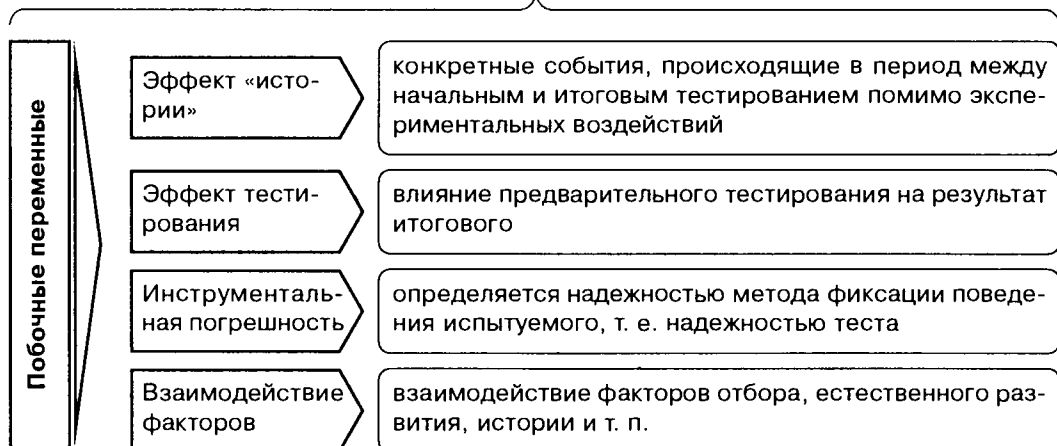 Побочные переменные
Эффект «исто-
рии»
конкретные события, происходящие в период между
начальным и итоговым тестированием помимо экспе-
риментальных воздействий
Эффект тести-
рования
влияние предварительного тестирования на результат
итогового
Инструменталь-
ная погрешность
определяется надежностью метода фиксации поведе-
ния испытуемого, т. е. надежностью теста
Взаимодействие
факторов
взаимодействие факторов отбора, естественного раз-
вития, истории и т. п.